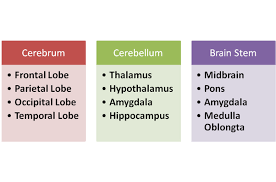 Cerebrum
• Frontal Lobe
• Parietal Lobe
• Occipital Lobe
• Temporal Lobe
Cerebellum
• Thalamus
• Hypothalamus
• Amygdala
• Hippocampus
Brain Stem
• Midbrain
• Pons
• Amygdala
• Medulla
Oblongta